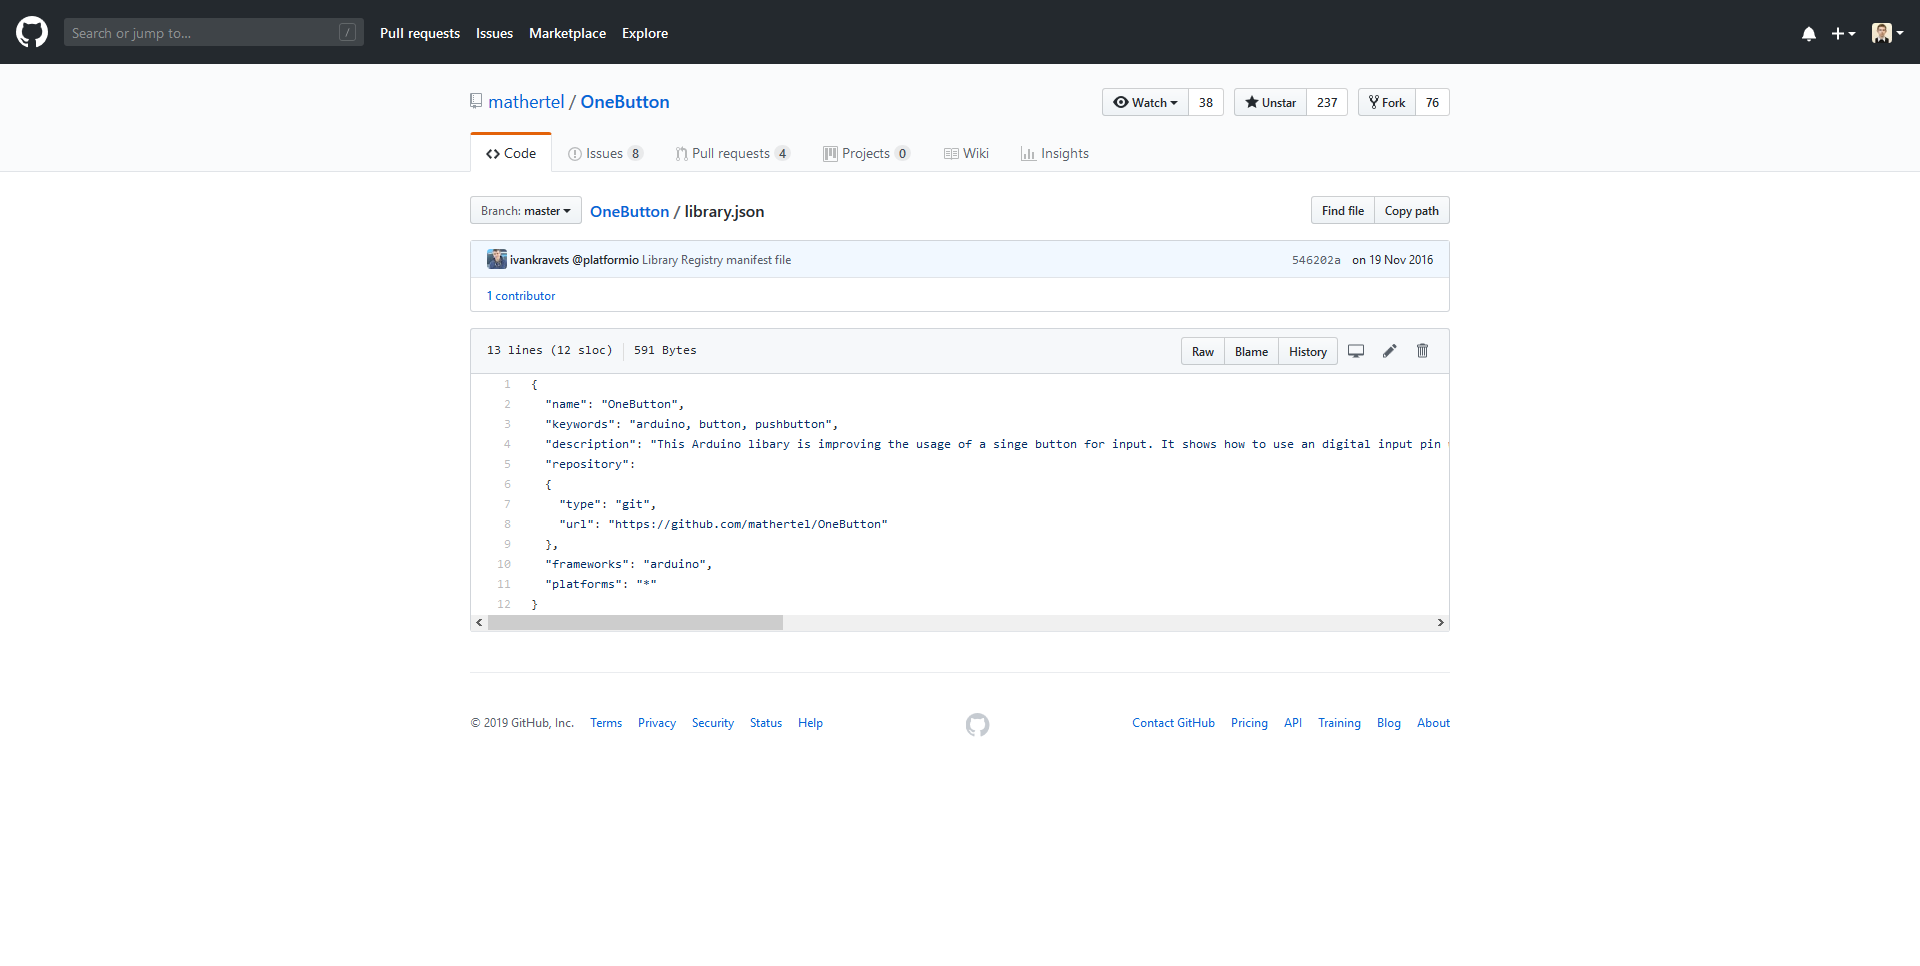 Search or jump to... /
Pull requests Issues Marketplace Explore
mathertel / OneButton
Watch 38 Unstar 237 Fork 76
Code Issues 8 Pull requests 4 Projects 0 Wiki Insights
Branch: master OneButton / library.json Find file Copy path
ivankravets @platformio Library Registry manifest file 546202a on 19 Nov 2016
1 contributor
13 lines (12 sloc) 591 Bytes Raw Blame History
1 {
2 "name": "OneButton",
3 "keywords": "arduino, button, pushbutton",
4 "description": "This Arduino libary is improving the usage of a singe button for input. It shows how to use an digital input pin
5 "repository":
6 {
7 "type": "git",
8 "url": "https://github.com/mathertel/OneButton"
9 },
10 "frameworks": "arduino",
11 "platforms": "*"
12 }
© 2019 GitHub, Inc. Terms Privacy Security Status Help Contact GitHub Pricing API Training Blog About